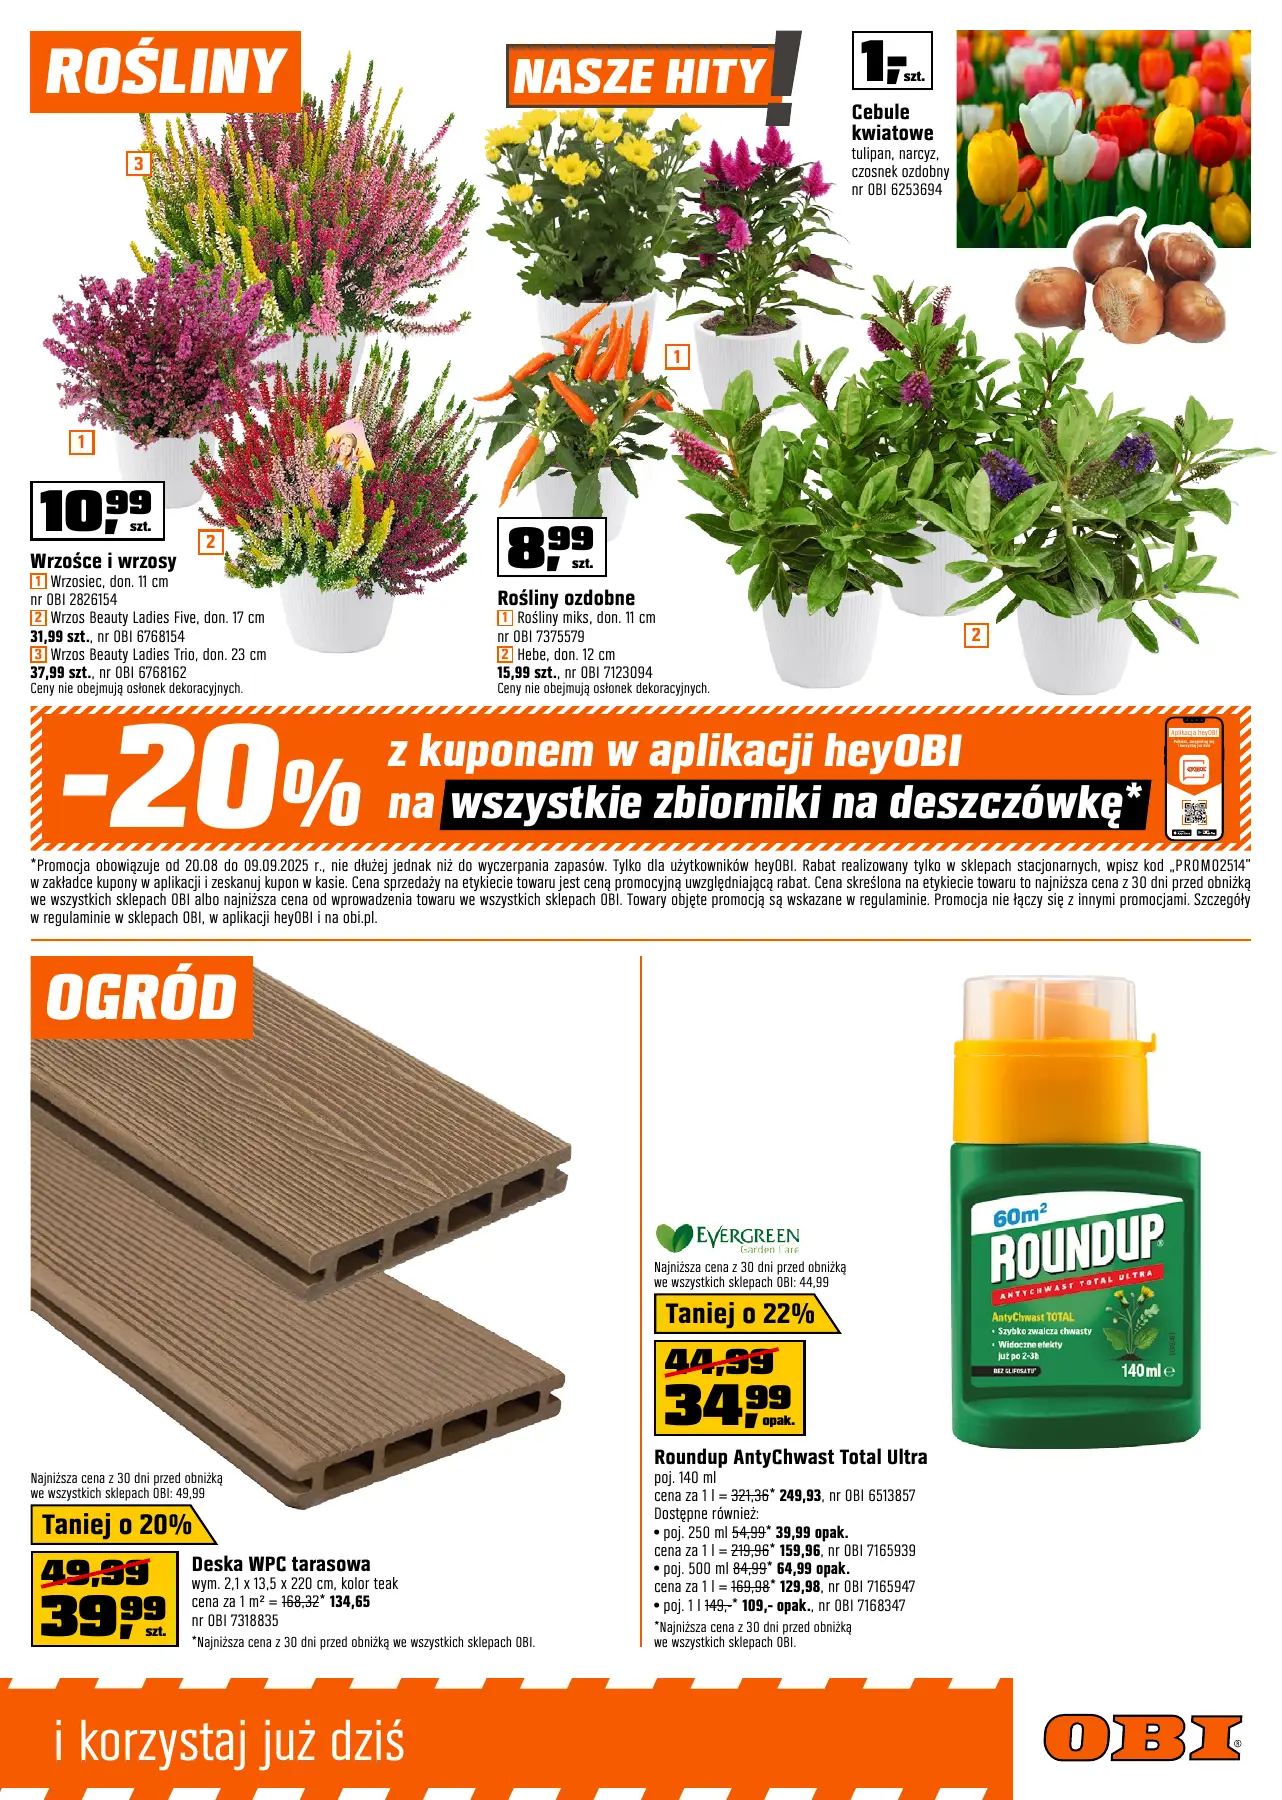 ROŚLINY
NASZE HITY!
1,- szt.
Cebule
kwiatowe
tulipan, narcyz,
czosnek ozdobny
nr OBI 6253694
3
1
2
10,99 szt.
Wrzośce i wrzosy
1 Wrzosiec, don. 11 cm
nr OBI 2826154
2 Wrzos Beauty Ladies Five, don. 17 cm
31,99 szt., nr OBI 6768154
3 Wrzos Beauty Ladies Trio, don. 23 cm
37,99 szt., nr OBI 6768162
Ceny nie obejmują osłonek dekoracyjnych.
1
2
8,99 szt.
Rośliny ozdobne
1 Rośliny miks, don. 11 cm
nr OBI 7375579
2 Hebe, don. 12 cm
15,99 szt., nr OBI 7123094
Ceny nie obejmują osłonek dekoracyjnych.
-20%
z kuponem w aplikacji heyOBI
na wszystkie zbiorniki na deszczówkę*
Aplikacja heyOBI
*Promocja obowiązuje od 20.08 do 09.09.2025 r., nie dłużej jednak niż do wyczerpania zapasów. Tylko dla użytkowników heyOBI. Rabat realizowany tylko w sklepach stacjonarnych, wpisz kod „PROMO2514”
w zakładce kupony w aplikacji i zeskanuj kupon w kasie. Cena sprzedaży na etykiecie towaru jest ceną promocyjną uwzględniającą rabat. Cena skreślona na etykiecie towaru to najniższa cena z 30 dni przed obniżką
we wszystkich sklepach OBI albo najniższa cena od wprowadzenia towaru we wszystkich sklepach OBI. Towary objęte promocją są wskazane w regulaminie. Promocja nie łączy się z innymi promocjami. Szczegóły
w regulaminie w sklepach OBI, w aplikacji heyOBI i na obi.pl.
OGRÓD
Najniższa cena z 30 dni przed obniżką
we wszystkich sklepach OBI: 49,99
Taniej o 20%
49,99
39,99 szt.
Deska WPC tarasowa
wym. 2,1 x 13,5 x 220 cm, kolor teak
cena za 1 m² = 168,32* 134,65
nr OBI 7318835
*Najniższa cena z 30 dni przed obniżką we wszystkich sklepach OBI.
EVERGREEN
Garden Care
Najniższa cena z 30 dni przed obniżką
we wszystkich sklepach OBI: 44,99
Taniej o 22%
44,99
34,99 opak.
Roundup AntyChwast Total Ultra
poj. 140 ml
cena za 1 l = 321,36* 249,93, nr OBI 6513857
Dostępne również:
• poj. 250 ml 54,99* 39,99 opak.
cena za 1 l = 219,96* 159,96, nr OBI 7165939
• poj. 500 ml 84,99* 64,99 opak.
cena za 1 l = 169,98* 129,98, nr OBI 7165947
• poj. 1 l 149,-* 109,- opak., nr OBI 7168347
*Najniższa cena z 30 dni przed obniżką
we wszystkich sklepach OBI.
60m²
ROUNDUP®
ANTYCHWAST TOTAL ULTRA
AntyChwast TOTAL
• Szybko zwalcza chwasty
• Widoczne efekty
już po 2-3h
BEZ GLIFOSATU*
140ml ℮
i korzystaj już dziś
OBI®